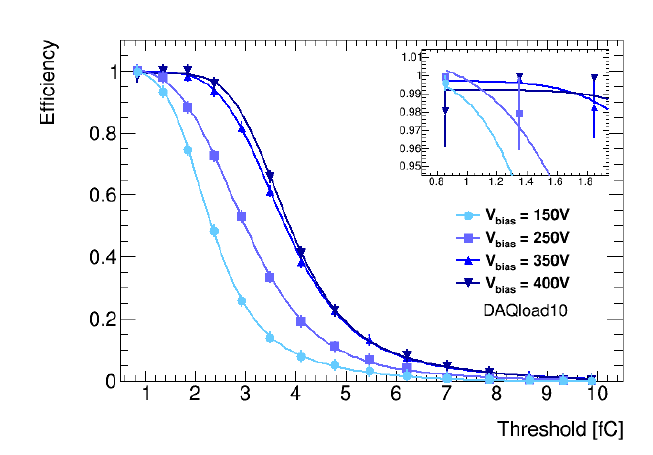 Efficiency
1
0.8
0.6
0.4
0.2
0
1 2 3 4 5 6 7 8 9 10
Threshold [fC]
1.01
1
0.99
0.98
0.97
0.96
0.95
0.8 1 1.2 1.4 1.6 1.8
Vbias = 150V
Vbias = 250V
Vbias = 350V
Vbias = 400V
DAQload10